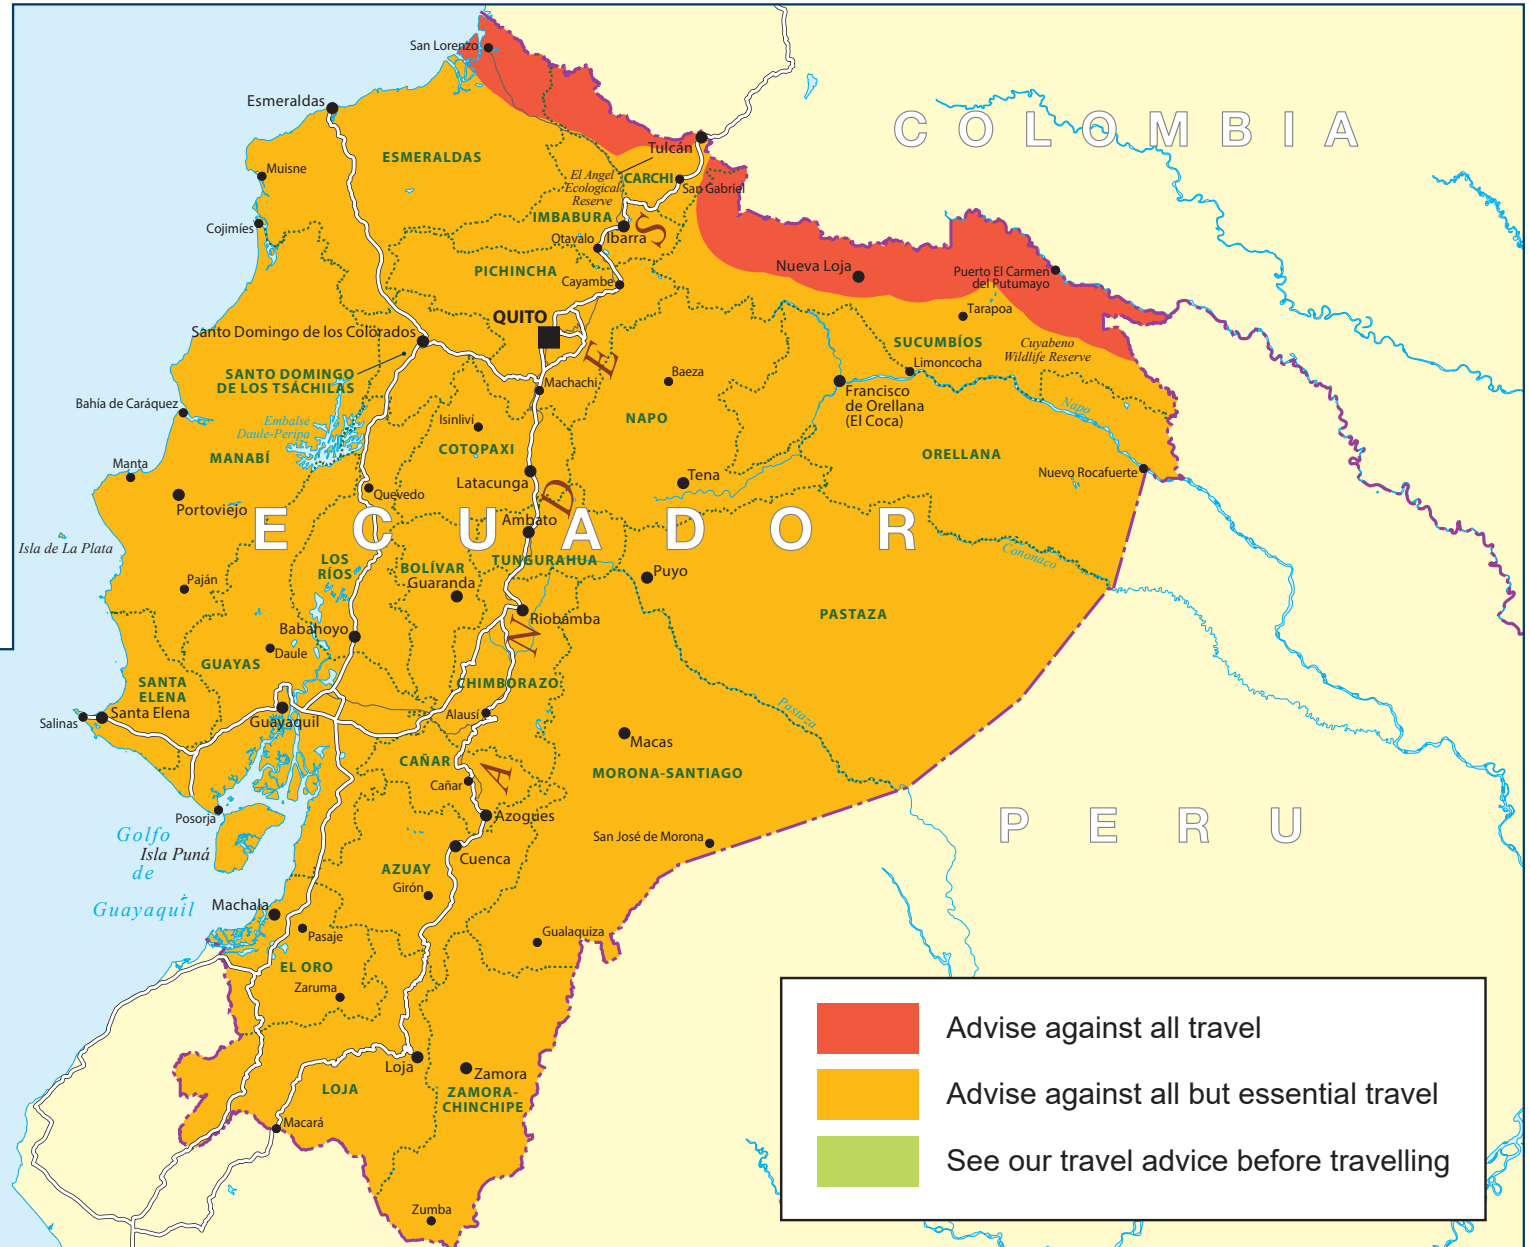 San Lorenzo
Esmeraldas
COLOMBIA
Tulcán
ESMERALDAS
Muisne
El Angel
Ecological
Reserve
CARCHI
San Gabriel
Cojimíes
IMBABURA
Otavalo
Ibarra
PICHINCHA
Cayambe
Nueva Loja
Puerto El Carmen
del Putumayo
QUITO
Tarapoa
Santo Domingo de los Colorados
SUCUMBÍOS
Cuyabeno
Wildlife Reserve
Limoncocha
SANTO DOMINGO
DE LOS TSÁCHILAS
Machachi
Baeza
Francisco
de Orellana
(El Coca)
Napo
Bahía de Caráquez
Embalse
Daule-Peripa
Isinliví
NAPO
COTOPAXI
MANABÍ
ORELLANA
Manta
Latacunga
Tena
Nuevo Rocafuerte
Portoviejo
Quevedo
ECUADOR
ANDES
Ambato
Isla de La Plata
LOS
RÍOS
TUNGURAHUA
Cononaco
BOLÍVAR
Guaranda
Puyo
Paján
PASTAZA
Riobamba
Babahoyo
Daule
GUAYAS
SANTA
ELENA
CHIMBORAZO
Pastaza
Salinas
Santa Elena
Guayaquil
Alausí
Macas
CAÑAR
MORONA-SANTIAGO
Cañar
Posorja
Azogues
PERU
Golfo
de
Guayaquil
Isla Puná
San José de Morona
Cuenca
AZUAY
Girón
Machala
Pasaje
Gualaquiza
EL ORO
Zaruma
Loja
Zamora
LOJA
ZAMORA-
CHINCHIPE
Macará
Zumba
Advise against all travel
Advise against all but essential travel
See our travel advice before travelling